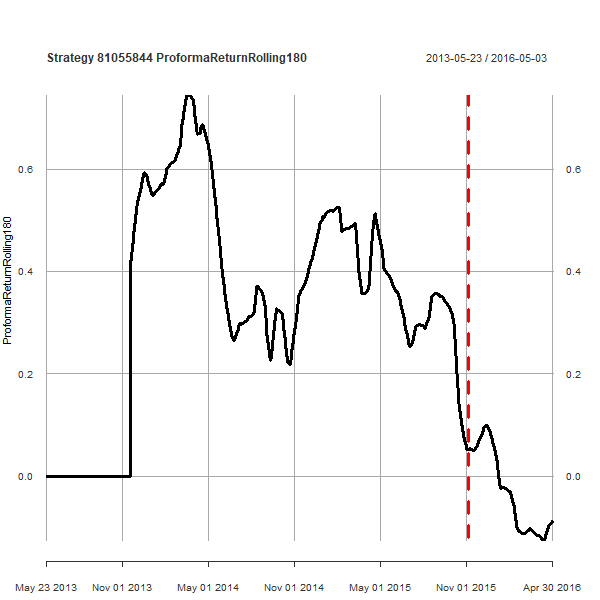 Strategy 81055844 ProformaReturnRolling180
2013-05-23 / 2016-05-03
ProformaReturnRolling180
0.6
0.4
0.2
0.0
0.6
0.4
0.2
0.0
May 23 2013
Nov 01 2013
May 01 2014
Nov 01 2014
May 01 2015
Nov 01 2015
Apr 30 2016